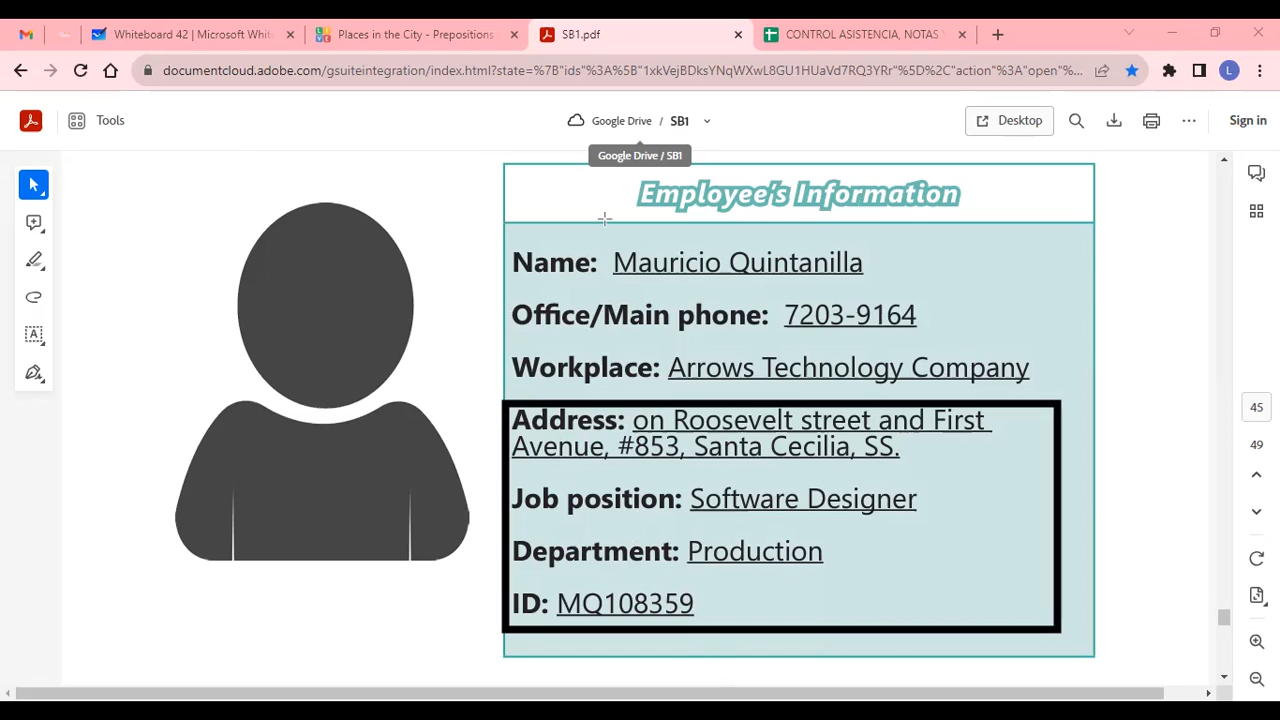 Whiteboard 42 | Microsoft Whit
Places in the City - Prepositions
SB1.pdf
CONTROL ASISTENCIA, NOTAS Y
documentcloud.adobe.com/gsuiteintegration/index.html?state=%7B"ids"%3A%5B"1xkVejBDksYNqWXwL8GU1HUaVd7RQ3YRr"%5D%2C"action"%3A"open"%...
L
Tools
Google Drive / SB1
Desktop
Sign in
Google Drive / SB1
Employee's Information
Name: Mauricio Quintanilla
Office/Main phone: 7203-9164
Workplace: Arrows Technology Company
Address: on Roosevelt street and First
Avenue, #853, Santa Cecilia, SS.
Job position: Software Designer
Department: Production
ID: MQ108359
45
49